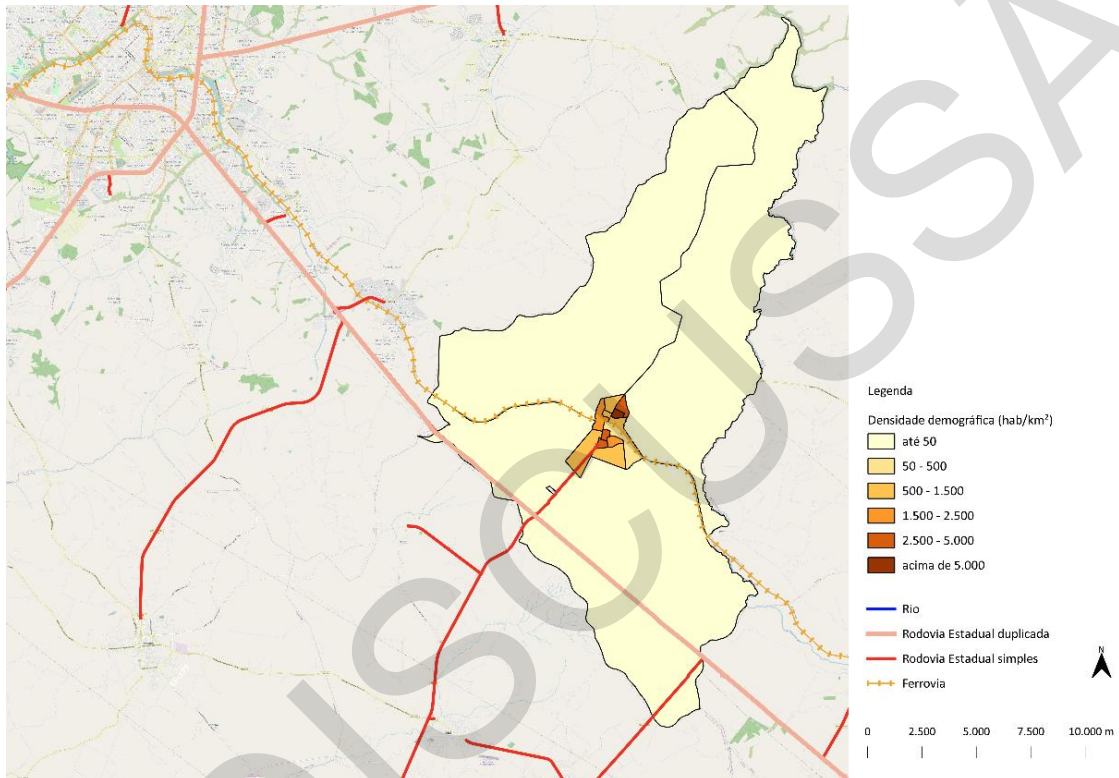 DISCUSSÃ
Legenda
Densidade demográfica (hab/km²)
até 50
50 - 500
500 - 1.500
1.500 - 2.500
2.500 - 5.000
acima de 5.000
Rio
Rodovia Estadual duplicada
Rodovia Estadual simples
Ferrovia
N
0 2.500 5.000 7.500 10.000 m